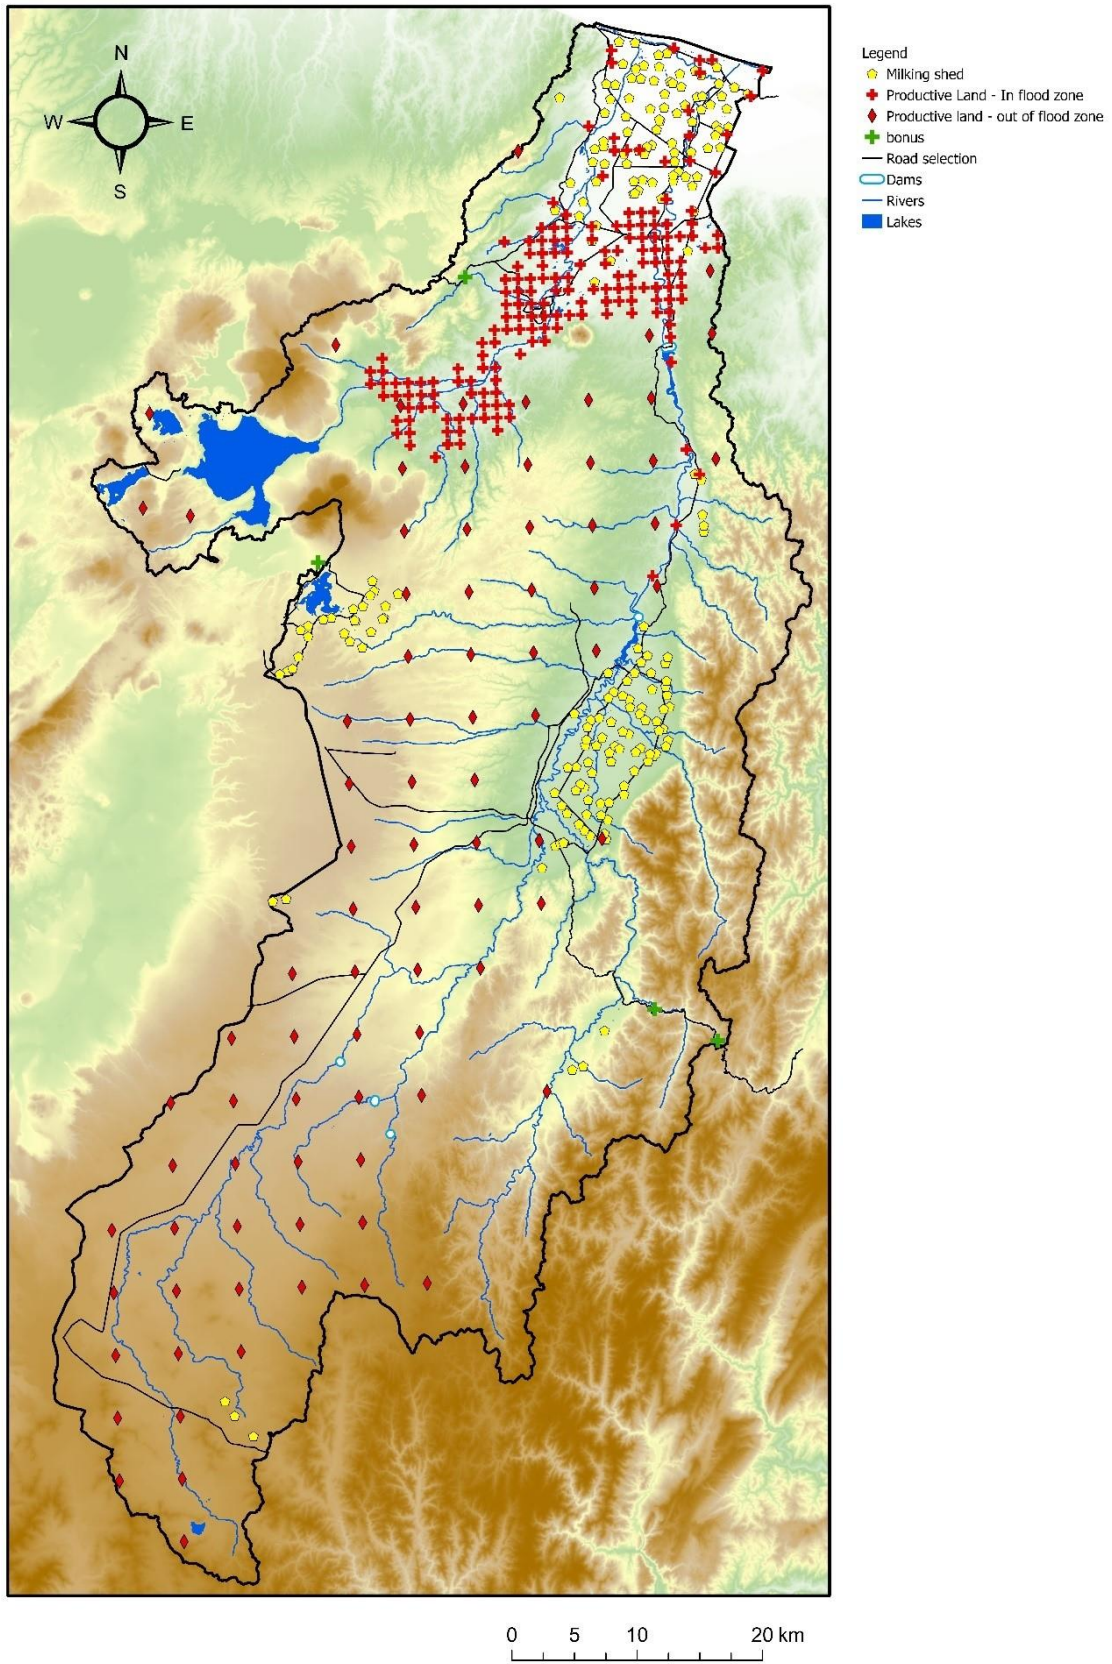 N
W E
S
Legend
Milking shed
Productive Land - In flood zone
Productive land - out of flood zone
bonus
Road selection
Dams
Rivers
Lakes
0 5 10 20 km